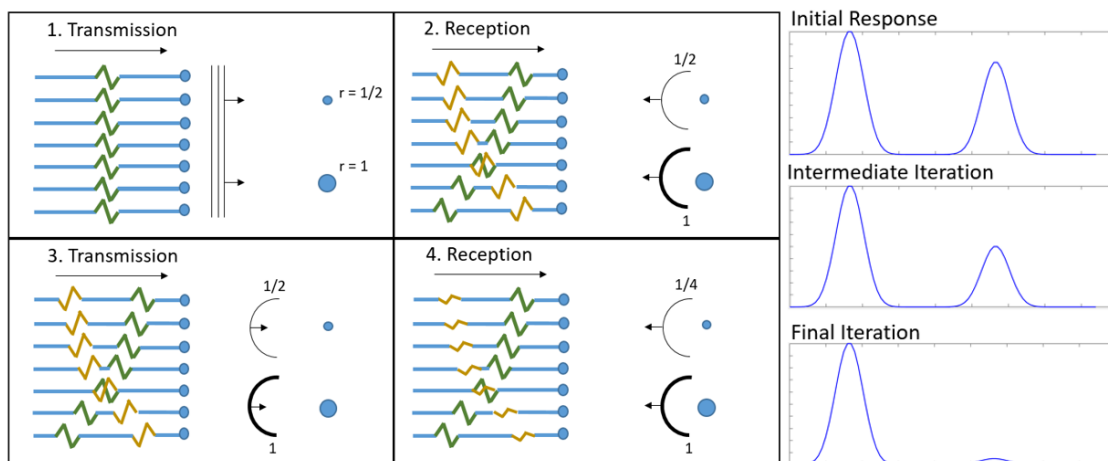 1. Transmission
r = 1/2
r = 1
2. Reception
1/2
1
3. Transmission
1/2
1
4. Reception
1/4
1
Initial Response
Intermediate Iteration
Final Iteration